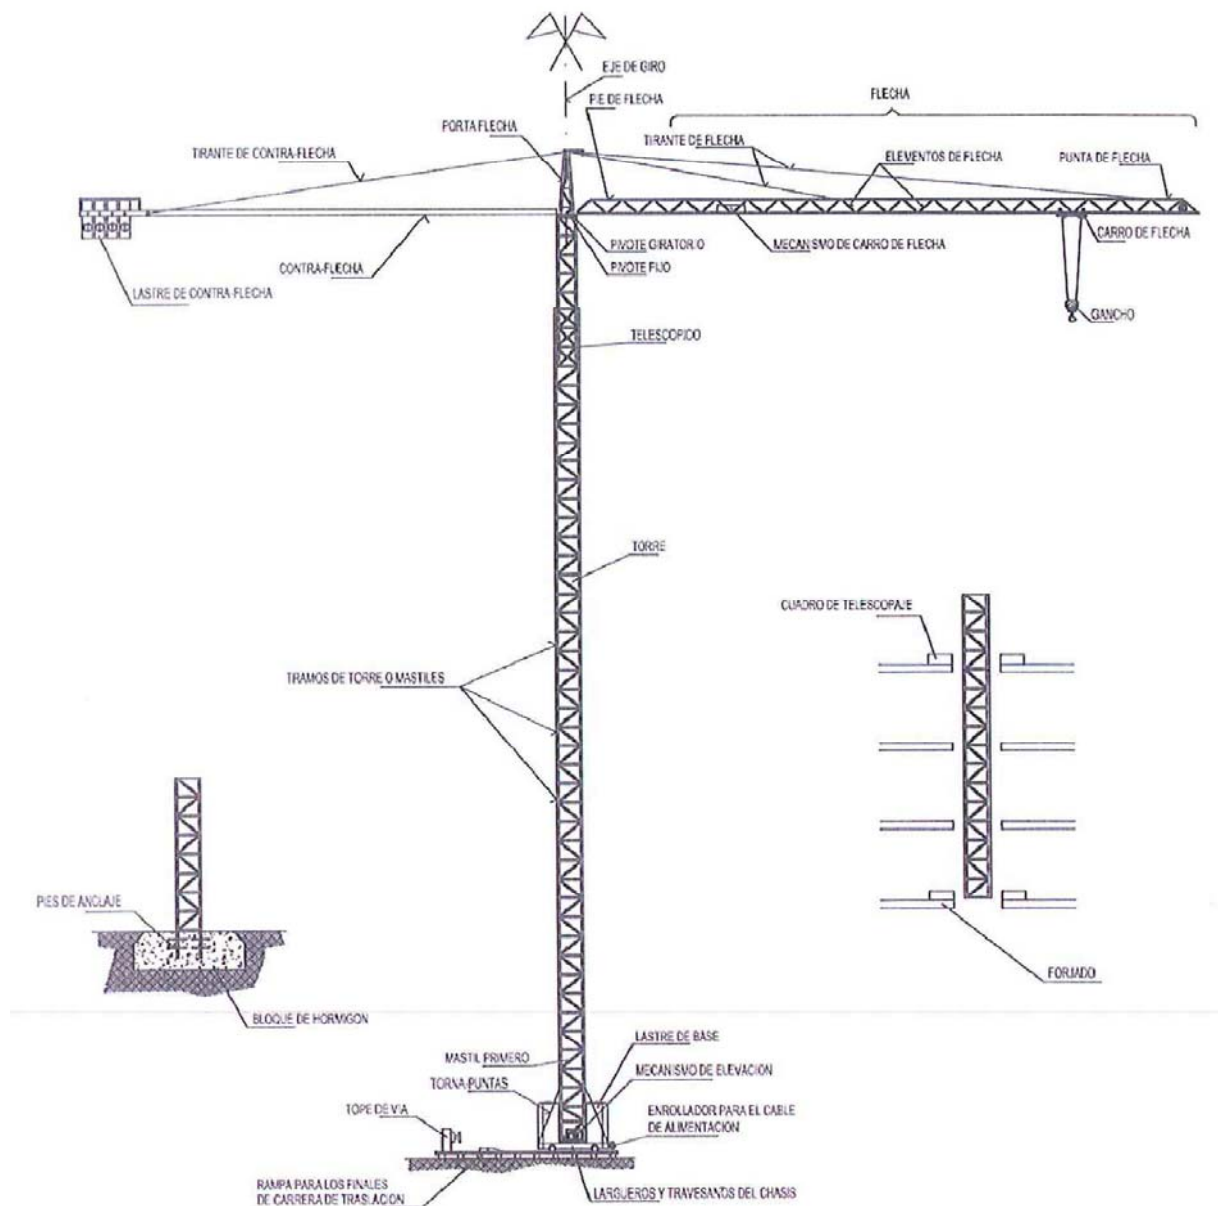 EJE DE GIRO
PIE DE FLECHA
FLECHA
PORTA FLECHA
TIRANTE DE CONTRA-FLECHA
TIRANTE DE FLECHA
ELEMENTOS DE FLECHA
PUNTA DE FLECHA
PIVOTE GIRATORIO
MECANISMO DE CARRO DE FLECHA
CARRO DE FLECHA
CONTRA-FLECHA
PIVOTE FIJO
LASTRE DE CONTRA-FLECHA
GANCHO
TELESCOPICO
TORRE
CUADRO DE TELESCOPAJE
TRAMOS DE TORRE O MASTILES
PIES DE ANCLAJE
FORJADO
BLOQUE DE HORMIGON
LASTRE DE BASE
MASTIL PRIMERO
MECANISMO DE ELEVACION
TORNA-PUNTAS
TOPE DE VIA
ENROLLADOR PARA EL CABLE
DE ALIMENTACION
RAMPA PARA LOS FINALES
DE CARRERA DE TRASLACION
LARGUEROS Y TRAVESAÑOS DEL CHASIS